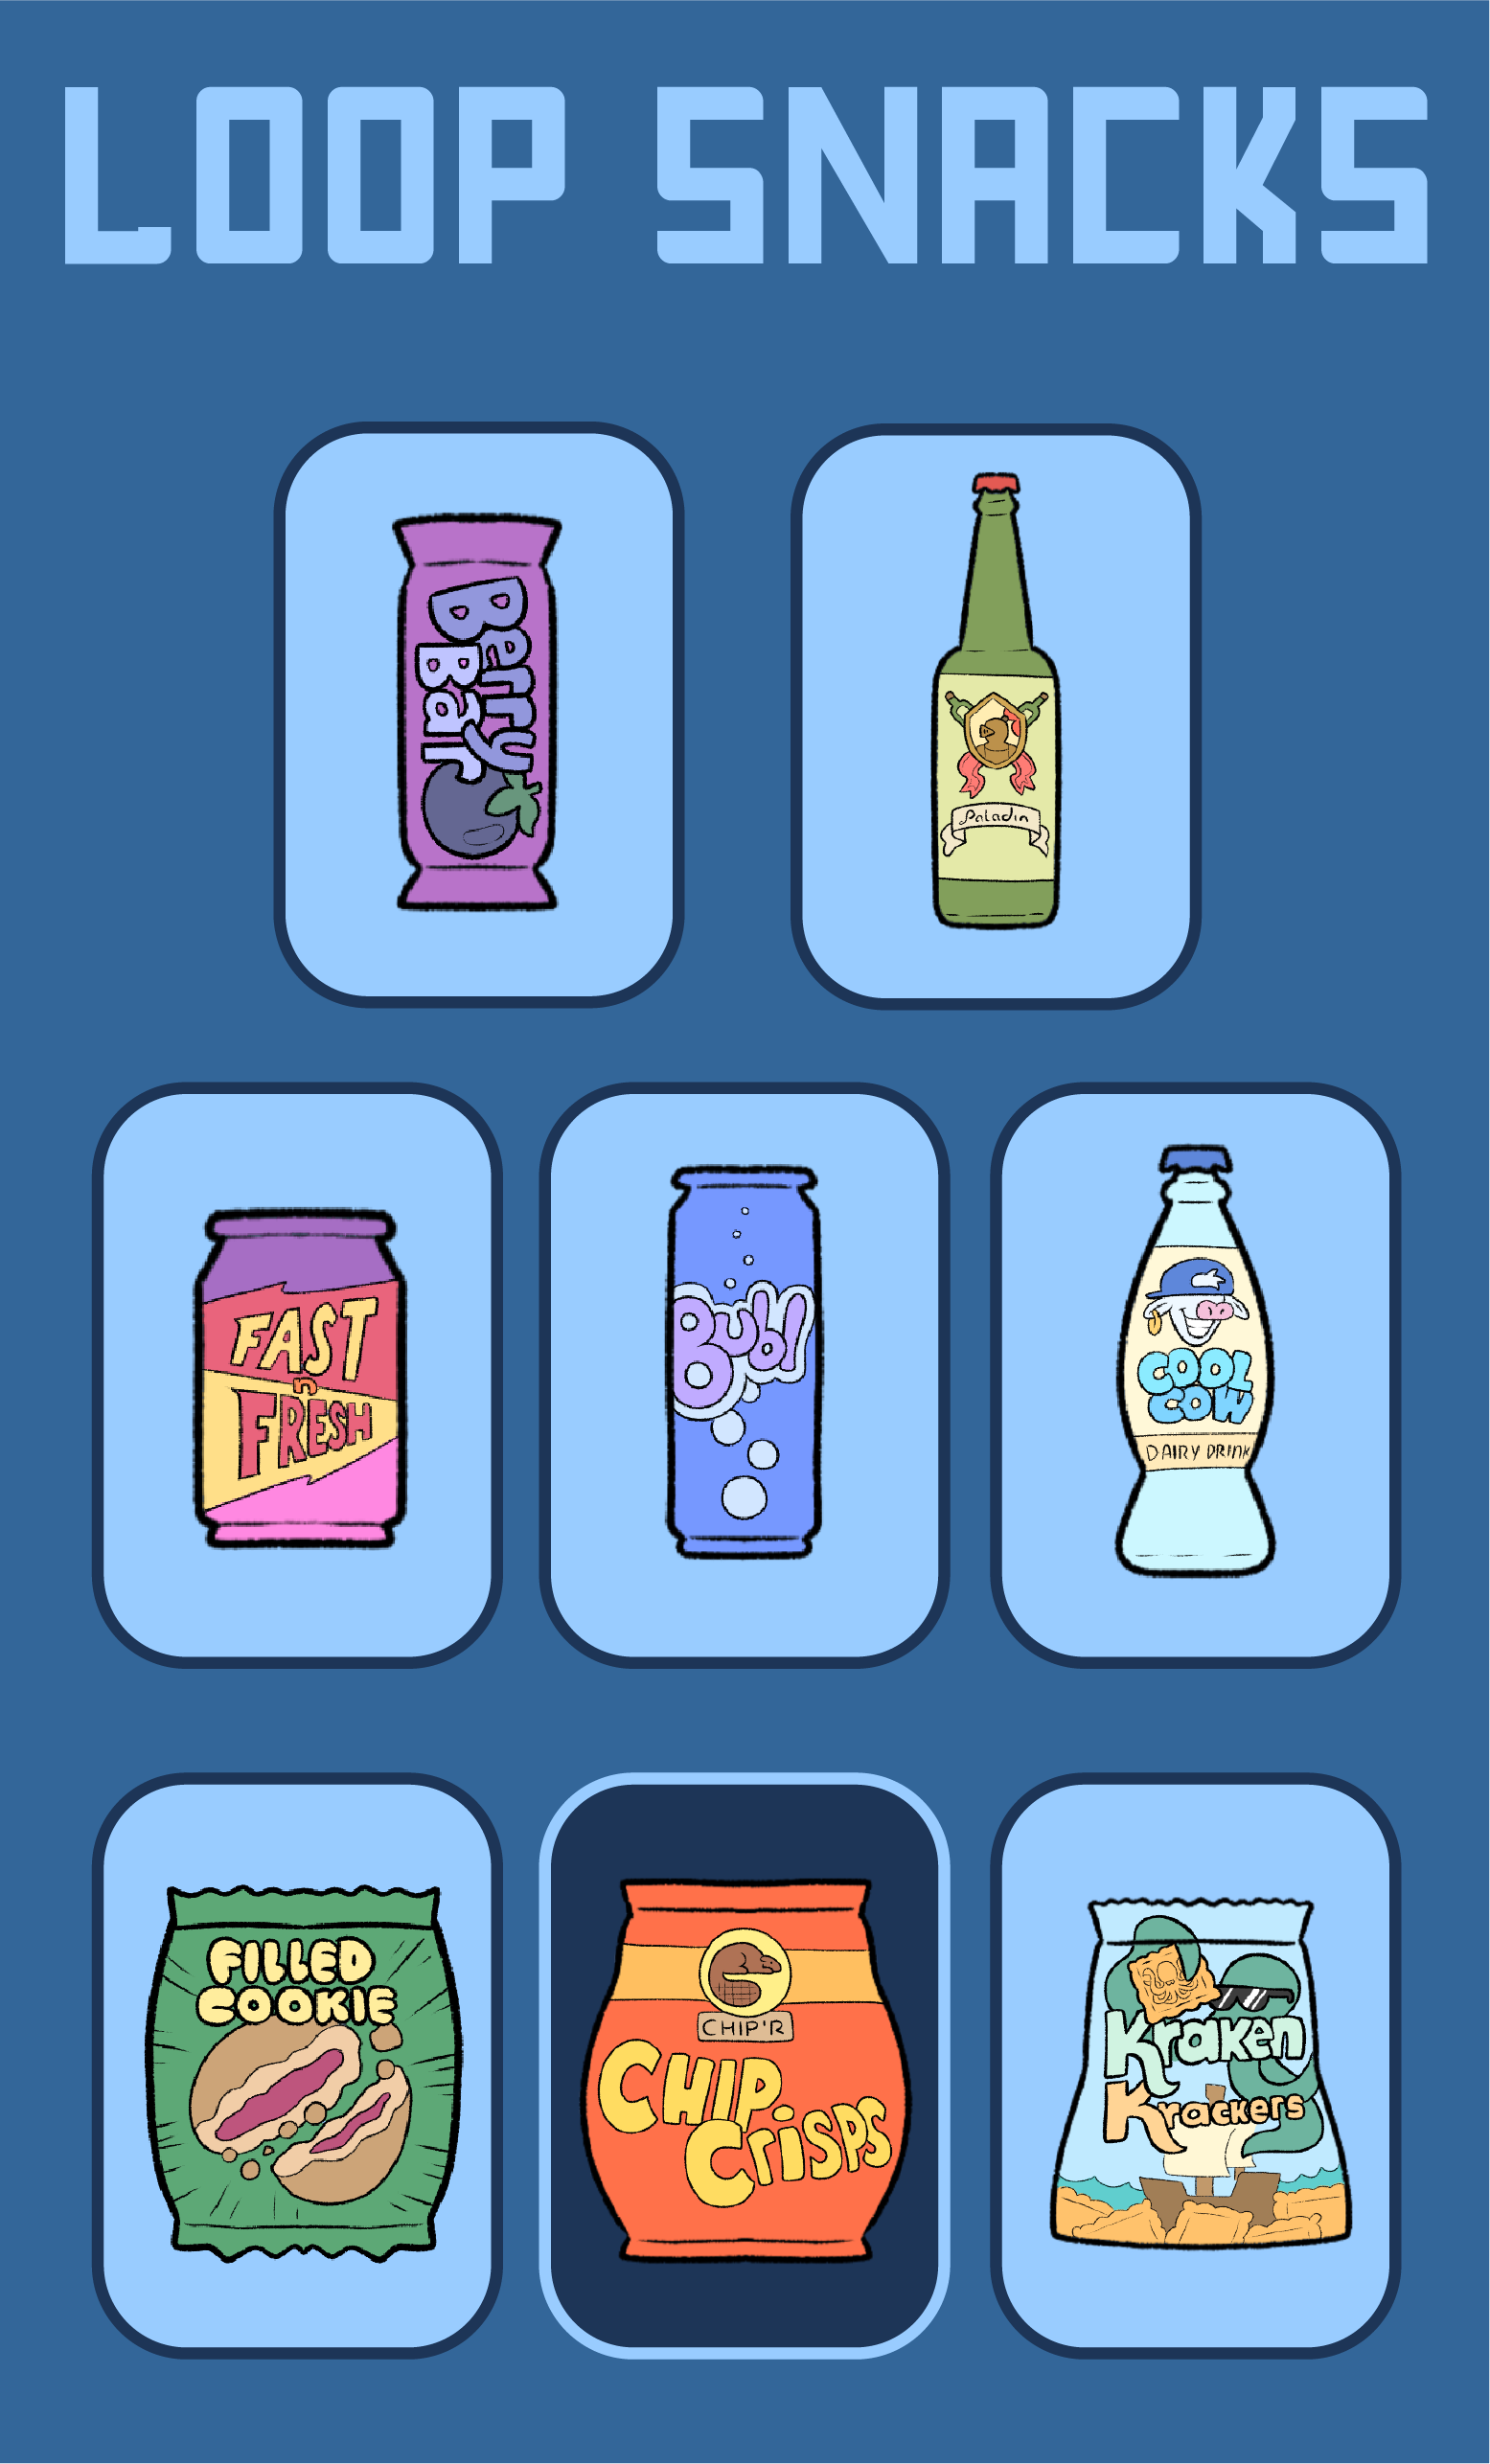 LOOP SNACKS
Berry
Bar
Paladin
FAST
n
FRESH
Bubl
COOL
COW
DAIRY DRINK
FILLED
COOKIE
CHIP'R
CHIP
CRISPS
Kraken
Krackers